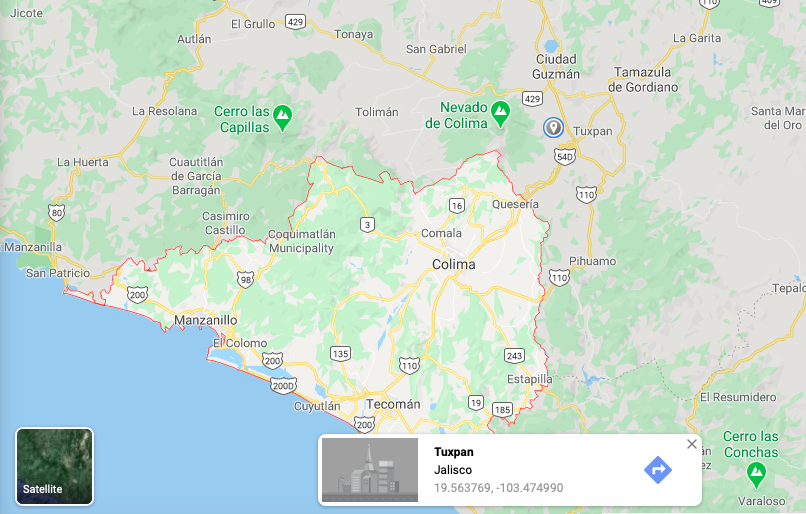 Jicote
El Grullo
429
Tonaya
110
409
Autlán
San Gabriel
La Garita
Ciudad
Guzmán
Tamazula
de Gordiano
429
La Resolana
Cerro las
Capillas
Tolimán
Nevado
de Colima
Tuxpan
Santa Mar
del Oro
54D
La Huerta
Cuautitlán
de García
Barragán
110
80
16
Quesería
Casimiro
Castillo
3
Comala
Coquimatlán
Municipality
Manzanilla
San Patricio
98
Colima
Pihuamo
110
200
Tepalc
Manzanillo
El Colomo
135
200
110
243
200D
Estapilla
Cuyutlán
Tecomán
19
185
El Resumidero
200
Cerro las
Conchas
Varaloso
Satellite
Tuxpan
Jalisco
19.563769, -103.474990